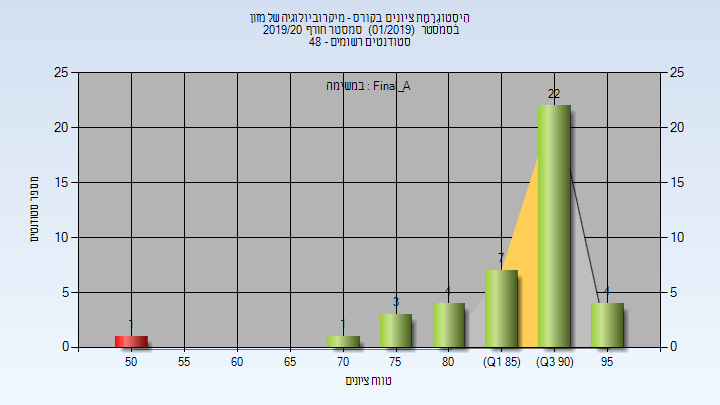 היסטוגרמת ציונים בקורס - מיקרוביולוגיה של מזון
בסמסטר (01/2019) סמסטר חורף 2019/20
סטודנטים רשומים - 48
במשימה : Final_A
25 25
20 20
15 15
10 10
5 5
0 0
מספר סטודנטים
1 1 3 4 7 22 4
50 55 60 65 70 75 80 (Q1 85) (Q3 90) 95
טווח ציונים